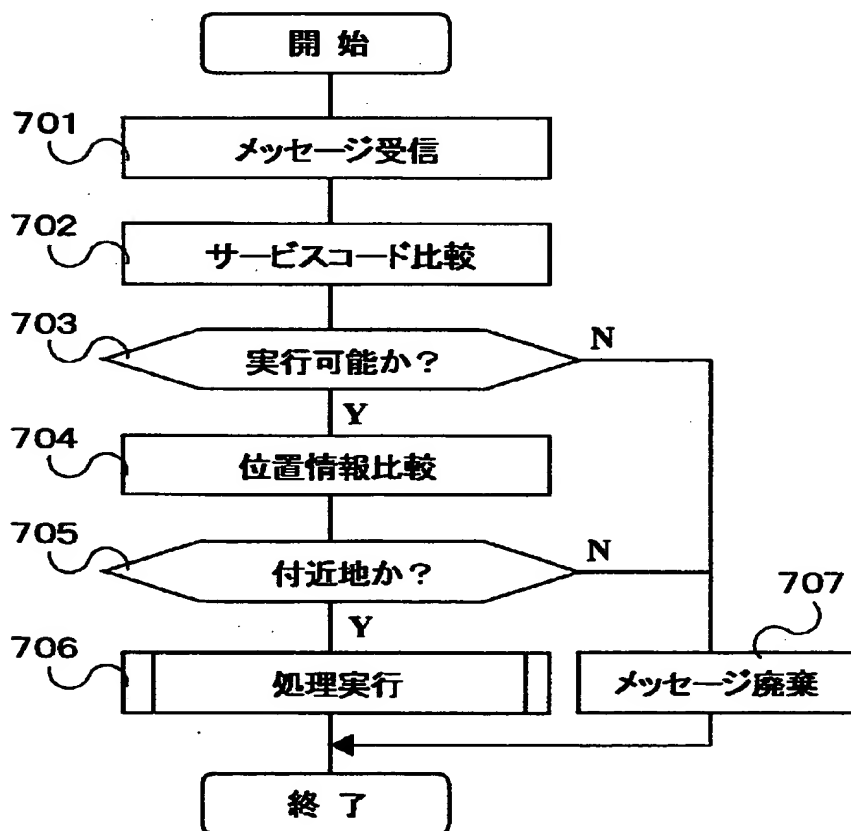 開始
701
メッセージ受信
702
サービスコード比較
703
実行可能か?
N
Y
704
位置情報比較
705
付近地か?
N
Y
707
706
処理実行
メッセージ廃棄
終了